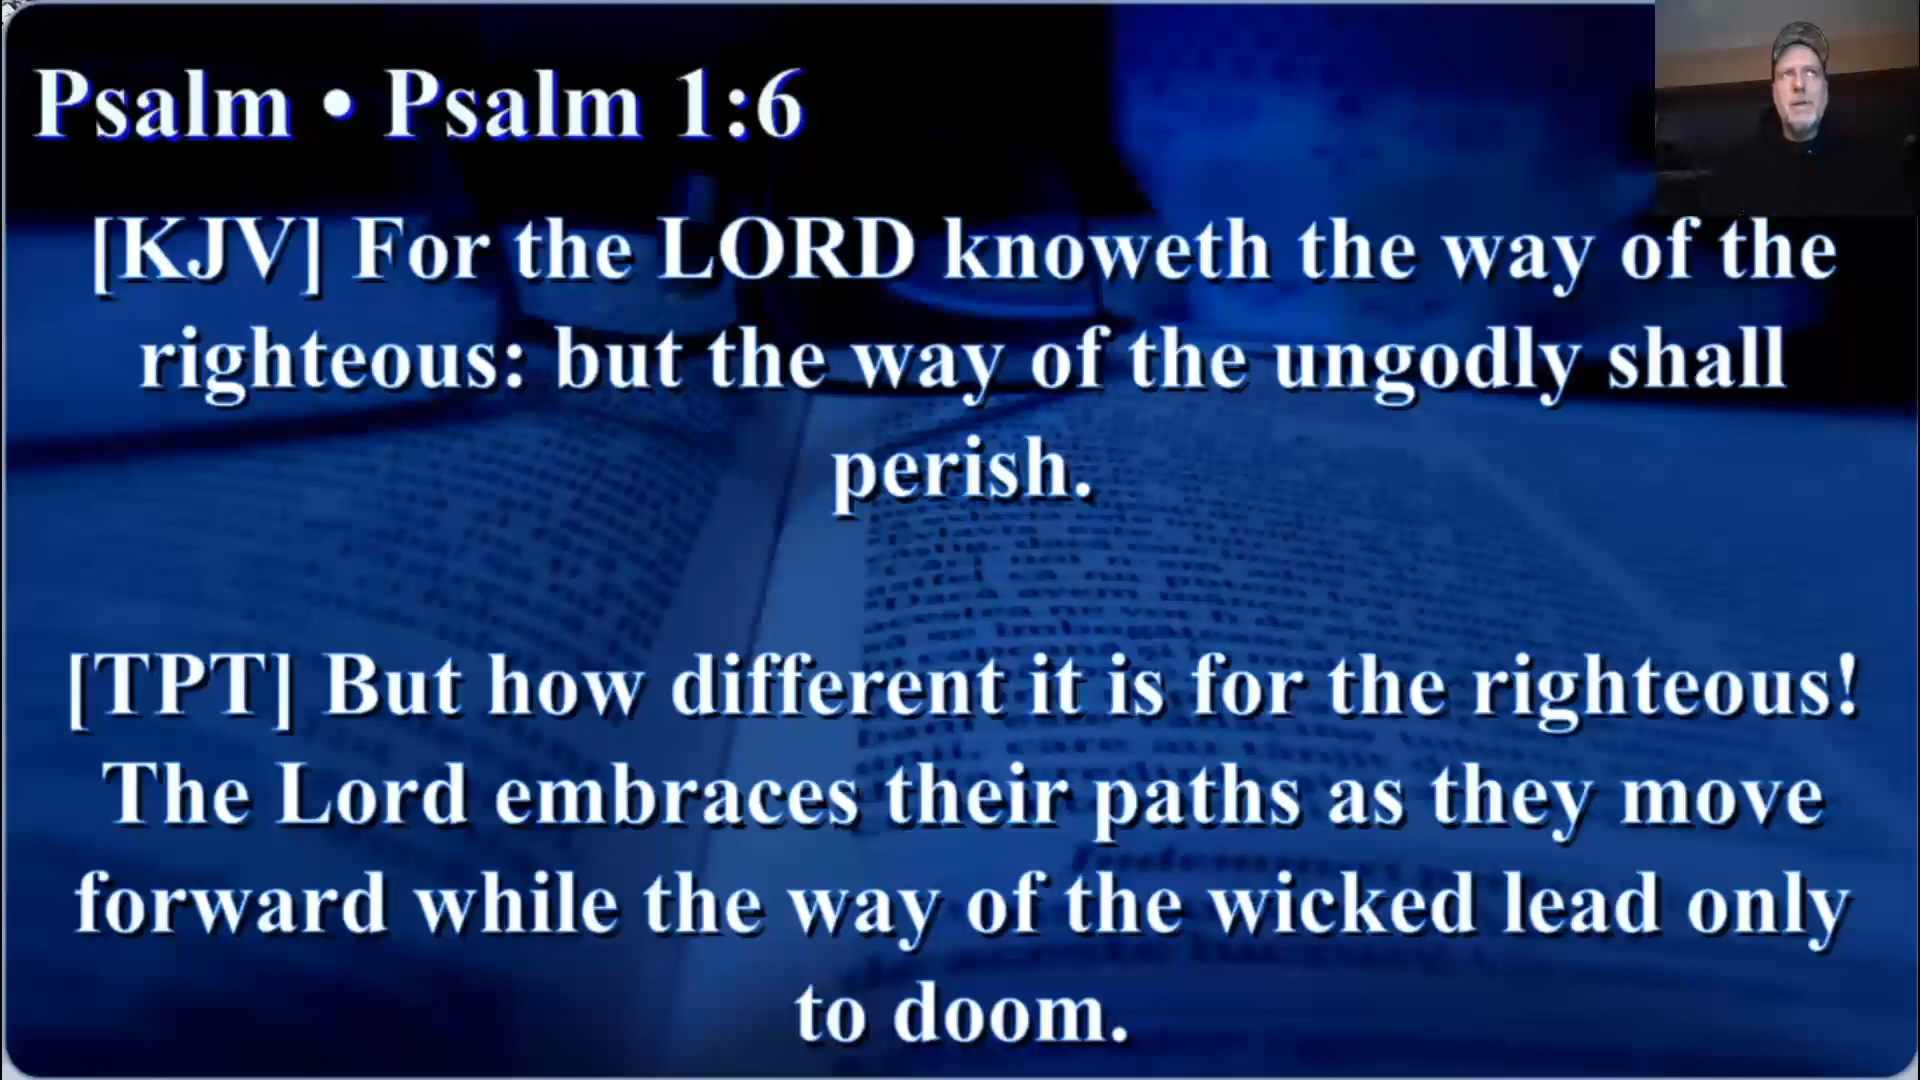 Psalm • Psalm 1:6
[KJV] For the LORD knoweth the way of the
righteous: but the way of the ungodly shall
perish.
[TPT] But how different it is for the righteous!
The Lord embraces their paths as they move
forward while the way of the wicked lead only
to doom.